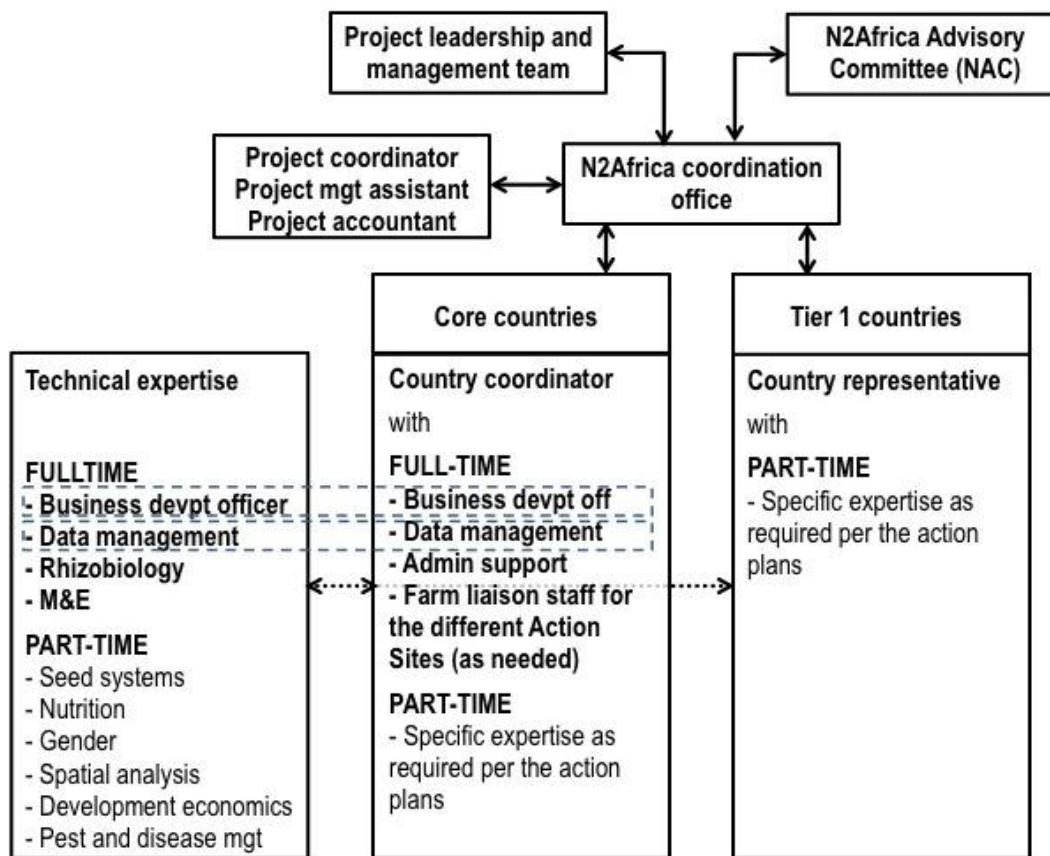 Project leadership and
management team
N2Africa Advisory
Committee (NAC)
Project coordinator
Project mgt assistant
Project accountant
N2Africa coordination
office
Technical expertise
FULLTIME
- Business devpt officer
- Data management
- Rhizobiology
- M&E
PART-TIME
- Seed systems
- Nutrition
- Gender
- Spatial analysis
- Development economics
- Pest and disease mgt
Core countries
Country coordinator
with
FULL-TIME
- Business devpt off
- Data management
- Admin support
- Farm liaison staff for
the different Action
Sites (as needed)
PART-TIME
- Specific expertise as
required per the action
plans
Tier 1 countries
Country representative
with
PART-TIME
- Specific expertise as
required per the action
plans